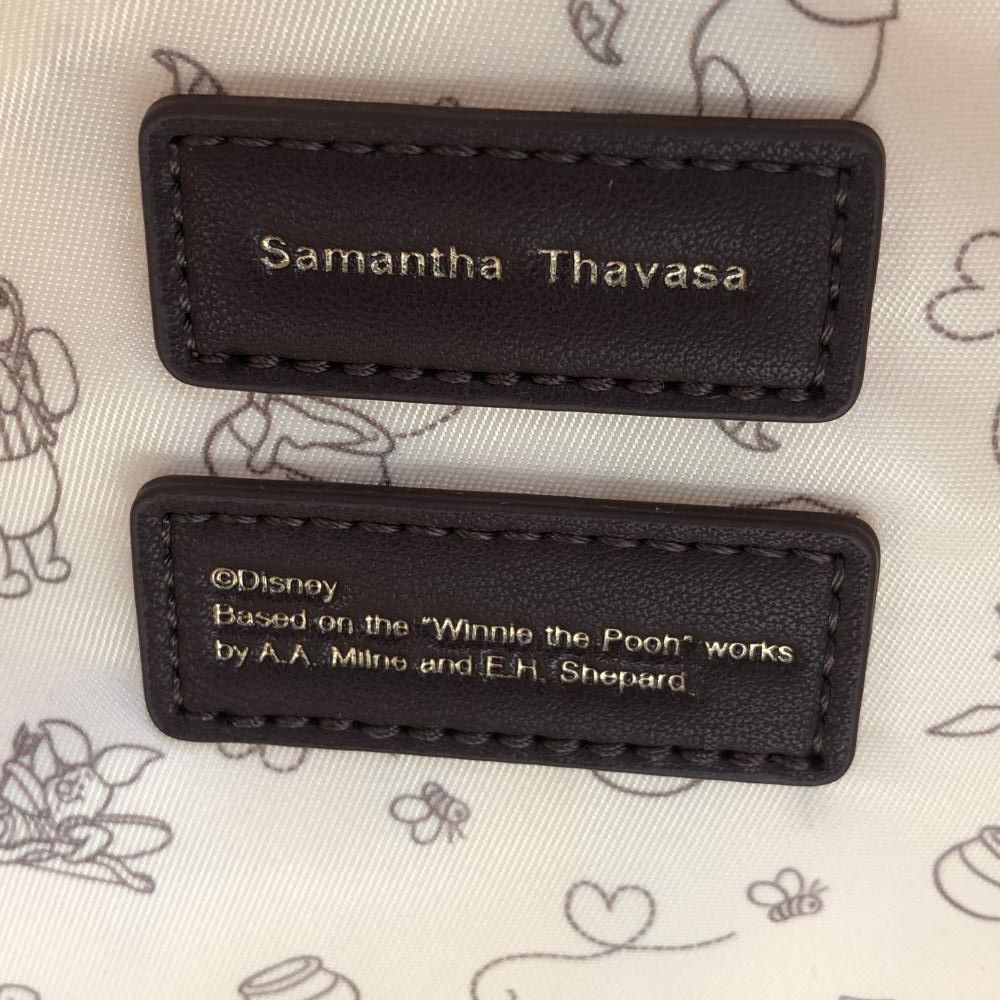 Samantha Thavasa
©Disney
Based on the "Winnie the Pooh" works
by A.A. Milne and E.H. Shepard.